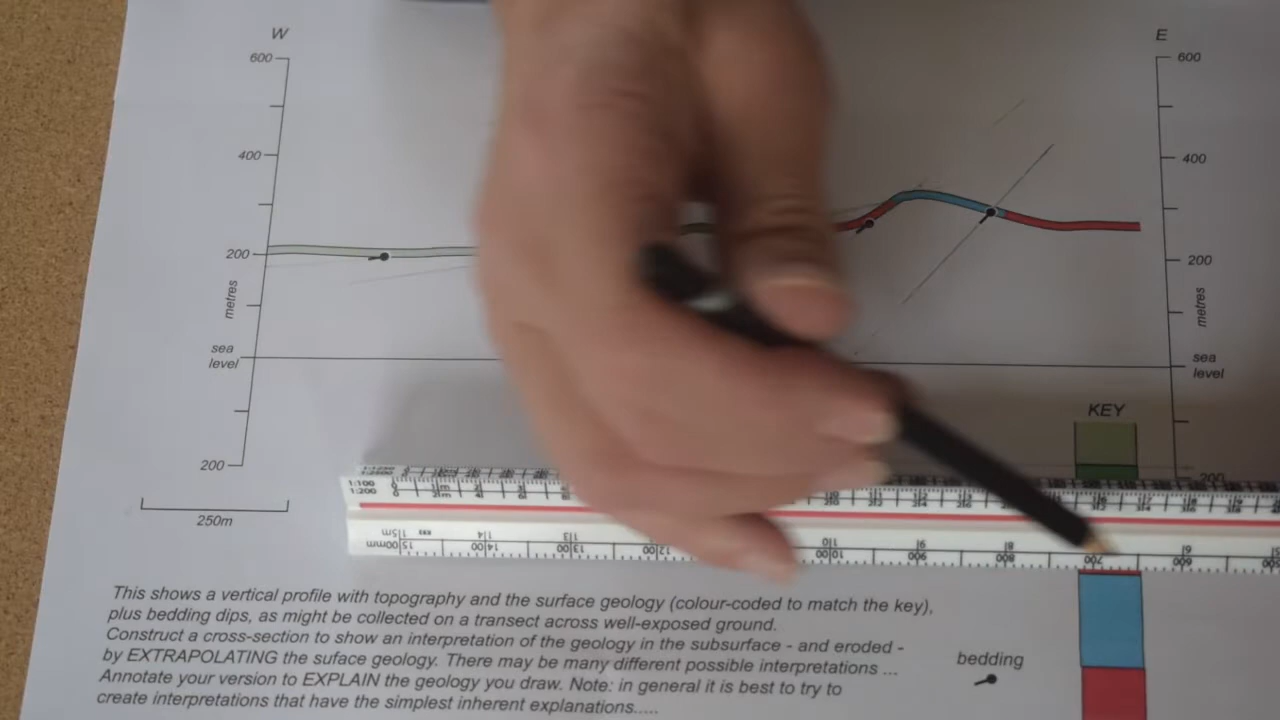 W
E
600
600
400
400
200
200
metres
metres
sea
level
sea
level
KEY
200
200
250m
1:100
1:200
This shows a vertical profile with topography and the surface geology (colour-coded to match the key),
plus bedding dips, as might be collected on a transect across well-exposed ground.
Construct a cross-section to show an interpretation of the geology in the subsurface - and eroded -
by EXTRAPOLATING the suface geology. There may be many different possible interpretations ...
Annotate your version to EXPLAIN the geology you draw. Note: in general it is best to try to
create interpretations that have the simplest inherent explanations.....
bedding